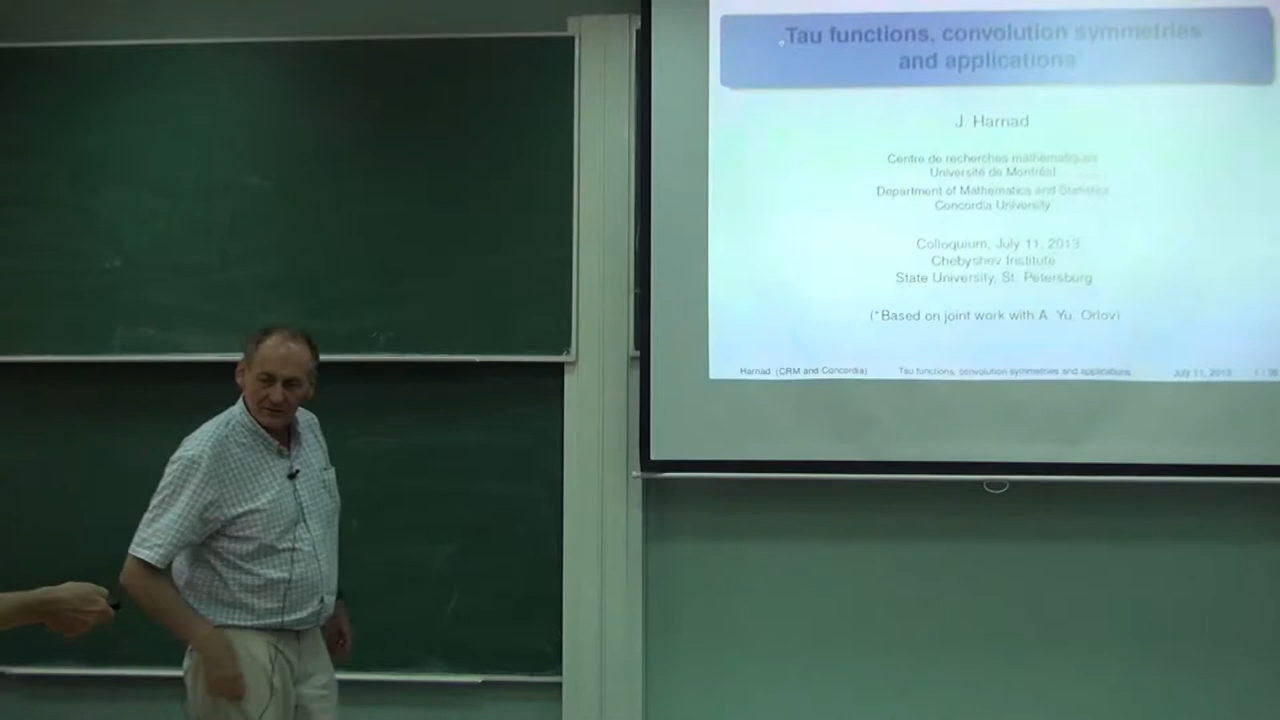 Tau functions, convolution symmetries
and applications
J. Harnad
Centre de recherches mathématiques
Université de Montréal
Department of Mathematics and Statistics
Concordia University
Colloquium, July 11, 2013
Chebyshev Institute
State University, St. Petersburg
(*Based on joint work with A. Yu. Orlov)
Harnad (CRM and Concordia) Tau functions, convolution symmetries and applications July 11, 2013